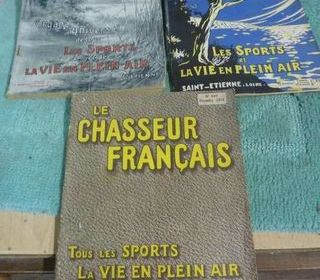 LES SPORTS
LA VIE EN PLEIN AIR
LES SPORTS
et
LA VIE EN PLEIN AIR
SAINT-ETIENNE (LOIRE)
LE
CHASSEUR
FRANÇAIS
TOUS LES SPORTS
LA VIE EN PLEIN AIR